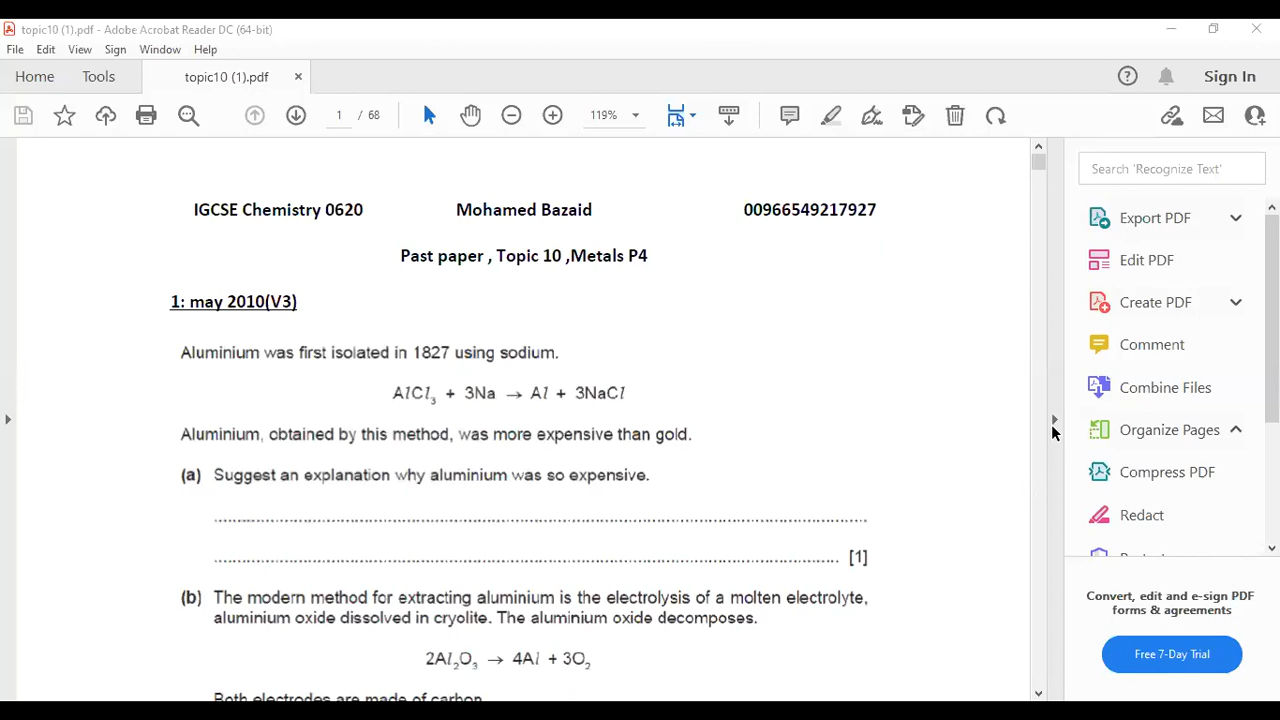 topic10 (1).pdf - Adobe Acrobat Reader DC (64-bit)
File Edit View Sign Window Help
Home Tools topic10 (1).pdf × Sign In
1 / 68 119%
Search 'Recognize Text'
IGCSE Chemistry 0620 Mohamed Bazaid 00966549217927
Past paper , Topic 10 ,Metals P4
1: may 2010(V3)
Aluminium was first isolated in 1827 using sodium.
AlCl₃ + 3Na → Al + 3NaCl
Aluminium, obtained by this method, was more expensive than gold.
(a) Suggest an explanation why aluminium was so expensive.
[1]
(b) The modern method for extracting aluminium is the electrolysis of a molten electrolyte,
aluminium oxide dissolved in cryolite. The aluminium oxide decomposes.
2Al₂O₃ → 4Al + 3O₂
Both electrodes are made of carbon.
Export PDF
Edit PDF
Create PDF
Comment
Combine Files
Organize Pages
Compress PDF
Redact
Convert, edit and e-sign PDF
forms & agreements
Free 7-Day Trial